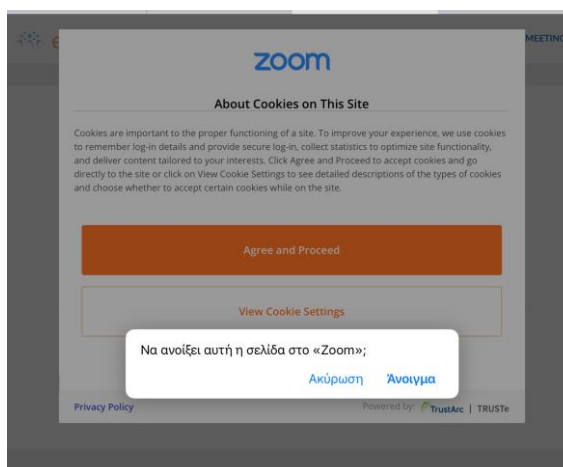 e
MEETING
zoom
About Cookies on This Site
Cookies are important to the proper functioning of a site. To improve your experience, we use cookies
to remember log-in details and provide secure log-in, collect statistics to optimize site functionality,
and deliver content tailored to your interests. Click Agree and Proceed to accept cookies and go
directly to the site or click on View Cookie Settings to see detailed descriptions of the types of cookies
and choose whether to accept certain cookies while on the site.
Agree and Proceed
View Cookie Settings
Να ανοίξει αυτή η σελίδα στο «Zoom»;
Ακύρωση Άνοιγμα
Privacy Policy
Powered by: TrustArc | TRUSTe